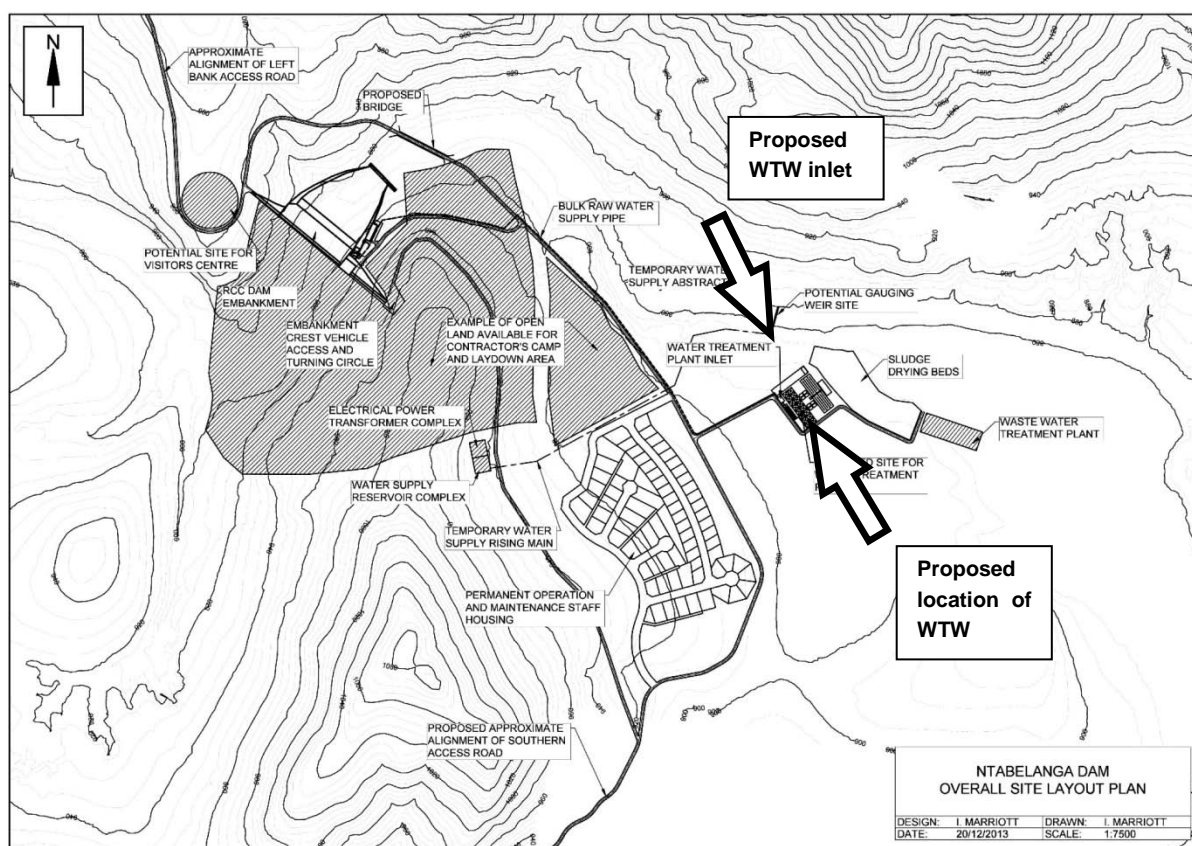 N
APPROXIMATE
ALIGNMENT OF LEFT
BANK ACCESS ROAD
PROPOSED
BRIDGE
Proposed
WTW inlet
BULK RAW WATER
SUPPLY PIPE
POTENTIAL SITE FOR
VISITORS CENTRE
TEMPORARY WATE
SUPPLY ABSTRACT
POTENTIAL GAUGING
WEIR SITE
RCC DAM
EMBANKMENT
EMBANKMENT
CREST VEHICLE
ACCESS AND
TURNING CIRCLE
EXAMPLE OF OPEN
LAND AVAILABLE FOR
CONTRACTOR'S CAMP
AND LAYDOWN AREA
WATER TREATMENT
PLANT INLET
SLUDGE
DRYING BEDS
ELECTRICAL POWER
TRANSFORMER COMPLEX
WASTE WATER
TREATMENT PLANT
D SITE FOR
TREATMENT
WATER SUPPLY
RESERVOIR COMPLEX
TEMPORARY WATER
SUPPLY RISING MAIN
Proposed
location of
WTW
PERMANENT OPERATION
AND MAINTENANCE STAFF
HOUSING
PROPOSED APPROXIMATE
ALIGNMENT OF SOUTHERN
ACCESS ROAD
NTABELANGA DAM
OVERALL SITE LAYOUT PLAN
DESIGN: I. MARRIOTT DRAWN: I. MARRIOTT
DATE: 20/12/2013 SCALE: 1:7500